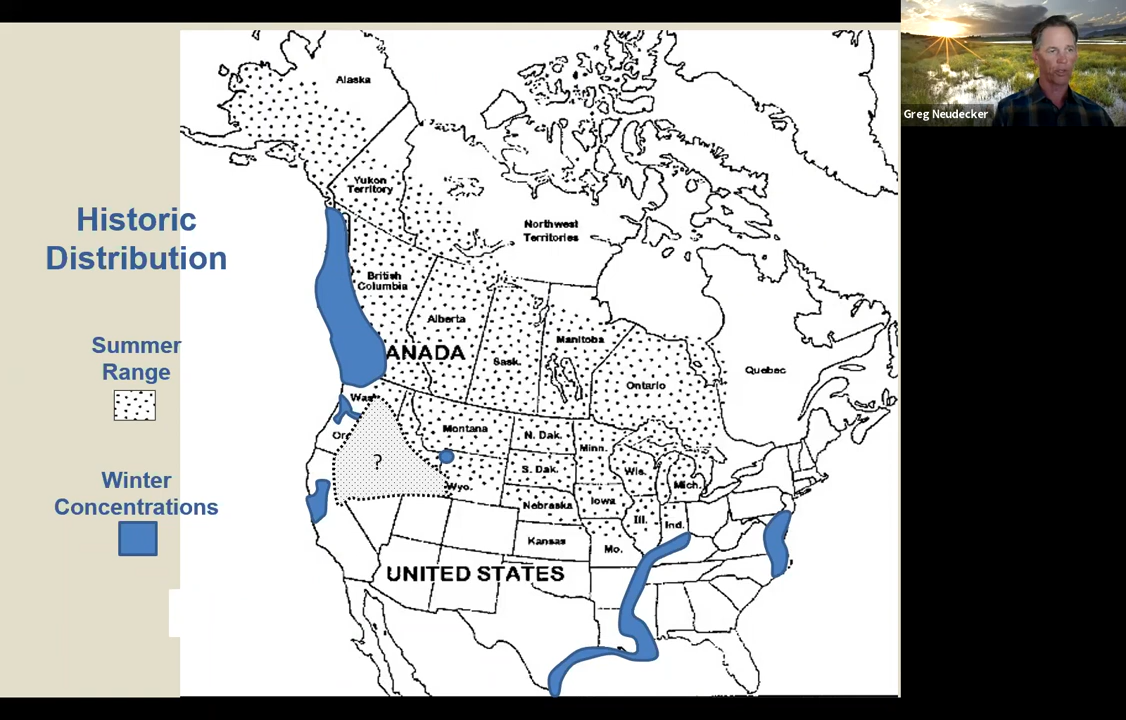 Historic
Distribution
Summer
Range
Winter
Concentrations
Alaska
Yukon
Territory
Northwest
Territories
British
Columbia
Alberta
ANADA
Sask.
Manitoba
Ontario
Quebec
Wash
Ore
Montana
N. Dak.
Minn.
?
Wyo.
S. Dak.
Wis.
Mich.
Nebraska
Iowa
Ill.
Ind.
Kansas
Mo.
UNITED STATES
Greg Neudecker